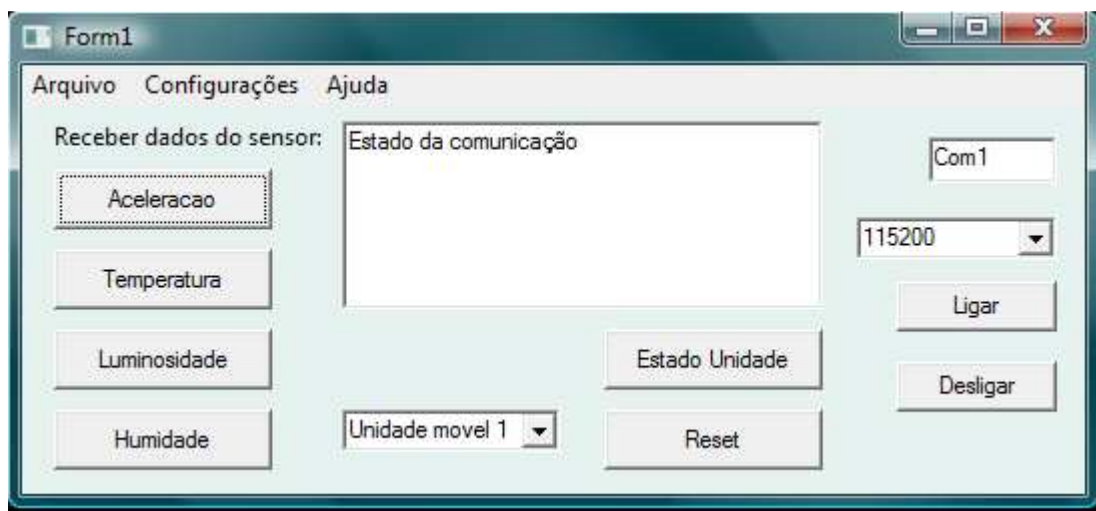 Form1
Arquivo Configurações Ajuda
Receber dados do sensor:
Estado da comunicação
Com1
Aceleracao
115200
Temperatura
Ligar
Luminosidade
Estado Unidade
Desligar
Humidade
Unidade movel 1
Reset